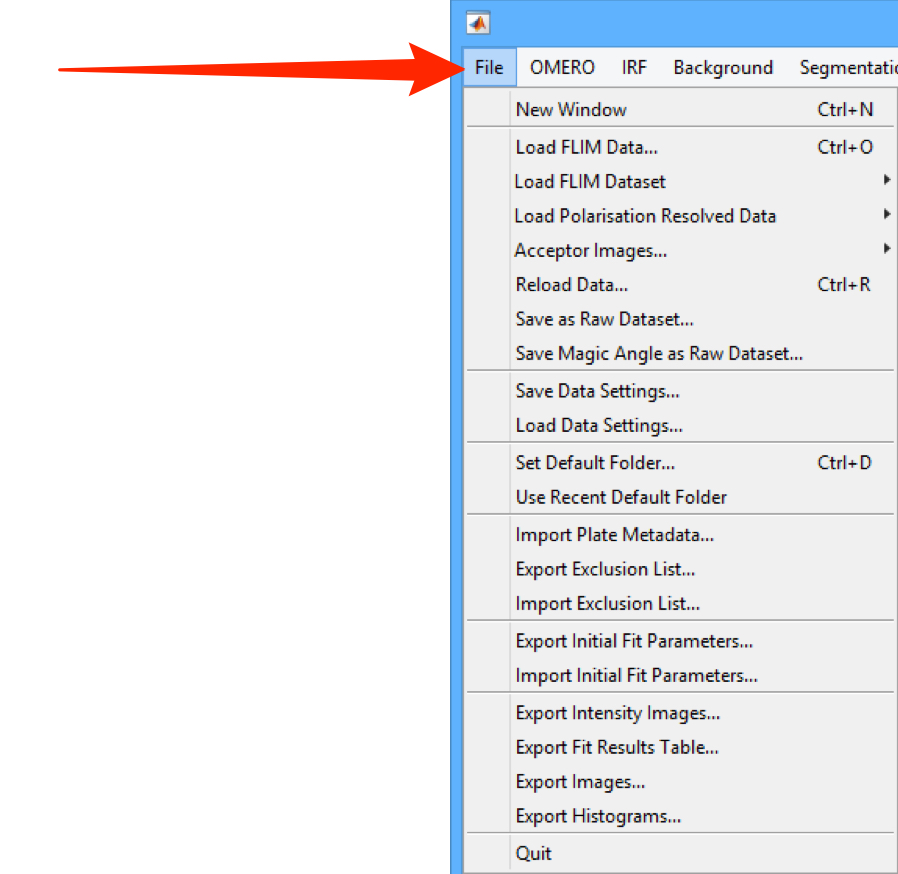 File OMERO IRF Background Segmentatio
New Window Ctrl+N
Load FLIM Data... Ctrl+O
Load FLIM Dataset
Load Polarisation Resolved Data
Acceptor Images...
Reload Data... Ctrl+R
Save as Raw Dataset...
Save Magic Angle as Raw Dataset...
Save Data Settings...
Load Data Settings...
Set Default Folder... Ctrl+D
Use Recent Default Folder
Import Plate Metadata...
Export Exclusion List...
Import Exclusion List...
Export Initial Fit Parameters...
Import Initial Fit Parameters...
Export Intensity Images...
Export Fit Results Table...
Export Images...
Export Histograms...
Quit